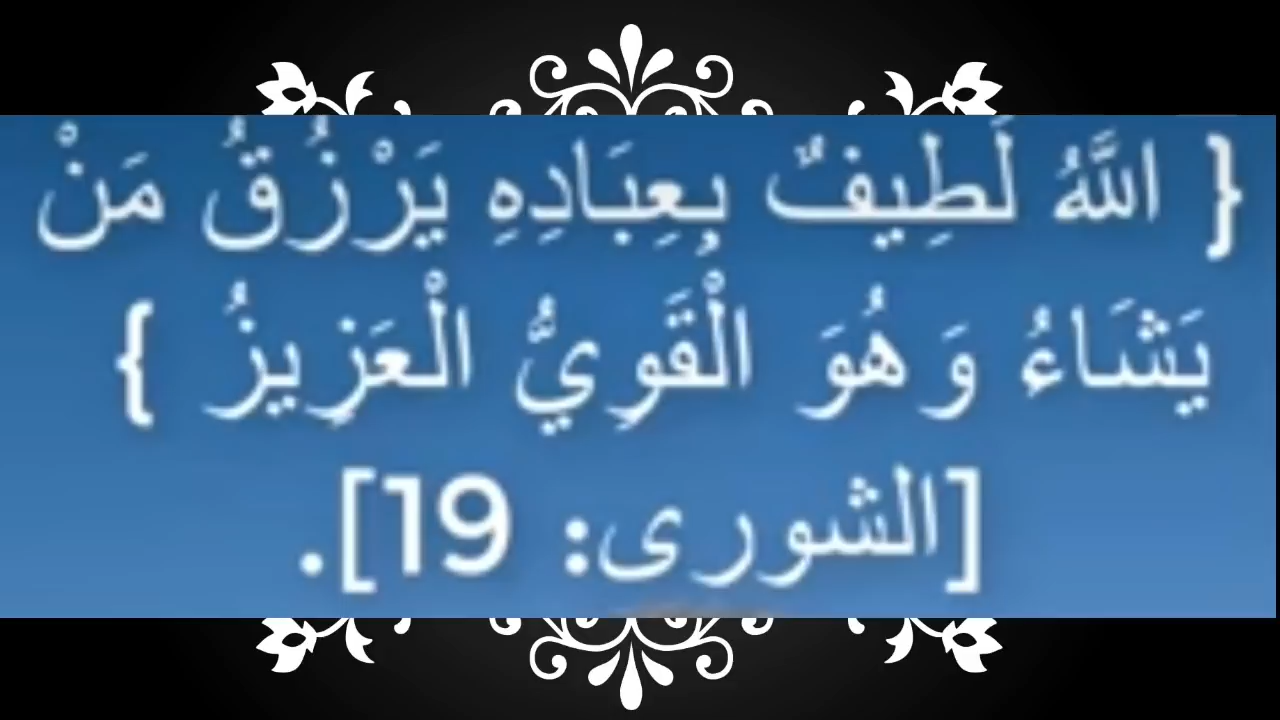 { اللَّهُ لَطِيفٌ بِعِبَادِهِ يَرْزُقُ مَنْ
يَشَاءُ وَهُوَ الْقَوِيُّ الْعَزِيزُ }
[الشورى: 19].